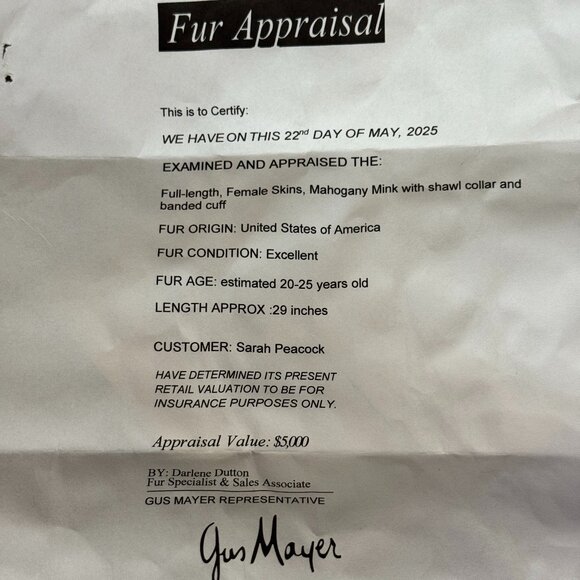 Fur Appraisal
This is to Certify:
WE HAVE ON THIS 22nd DAY OF MAY, 2025
EXAMINED AND APPRAISED THE:
Full-length, Female Skins, Mahogany Mink with shawl collar and
banded cuff
FUR ORIGIN: United States of America
FUR CONDITION: Excellent
FUR AGE: estimated 20-25 years old
LENGTH APPROX :29 inches
CUSTOMER: Sarah Peacock
HAVE DETERMINED ITS PRESENT
RETAIL VALUATION TO BE FOR
INSURANCE PURPOSES ONLY.
Appraisal Value: $5,000
BY: Darlene Dutton
Fur Specialist & Sales Associate
GUS MAYER REPRESENTATIVE
Gus Mayer